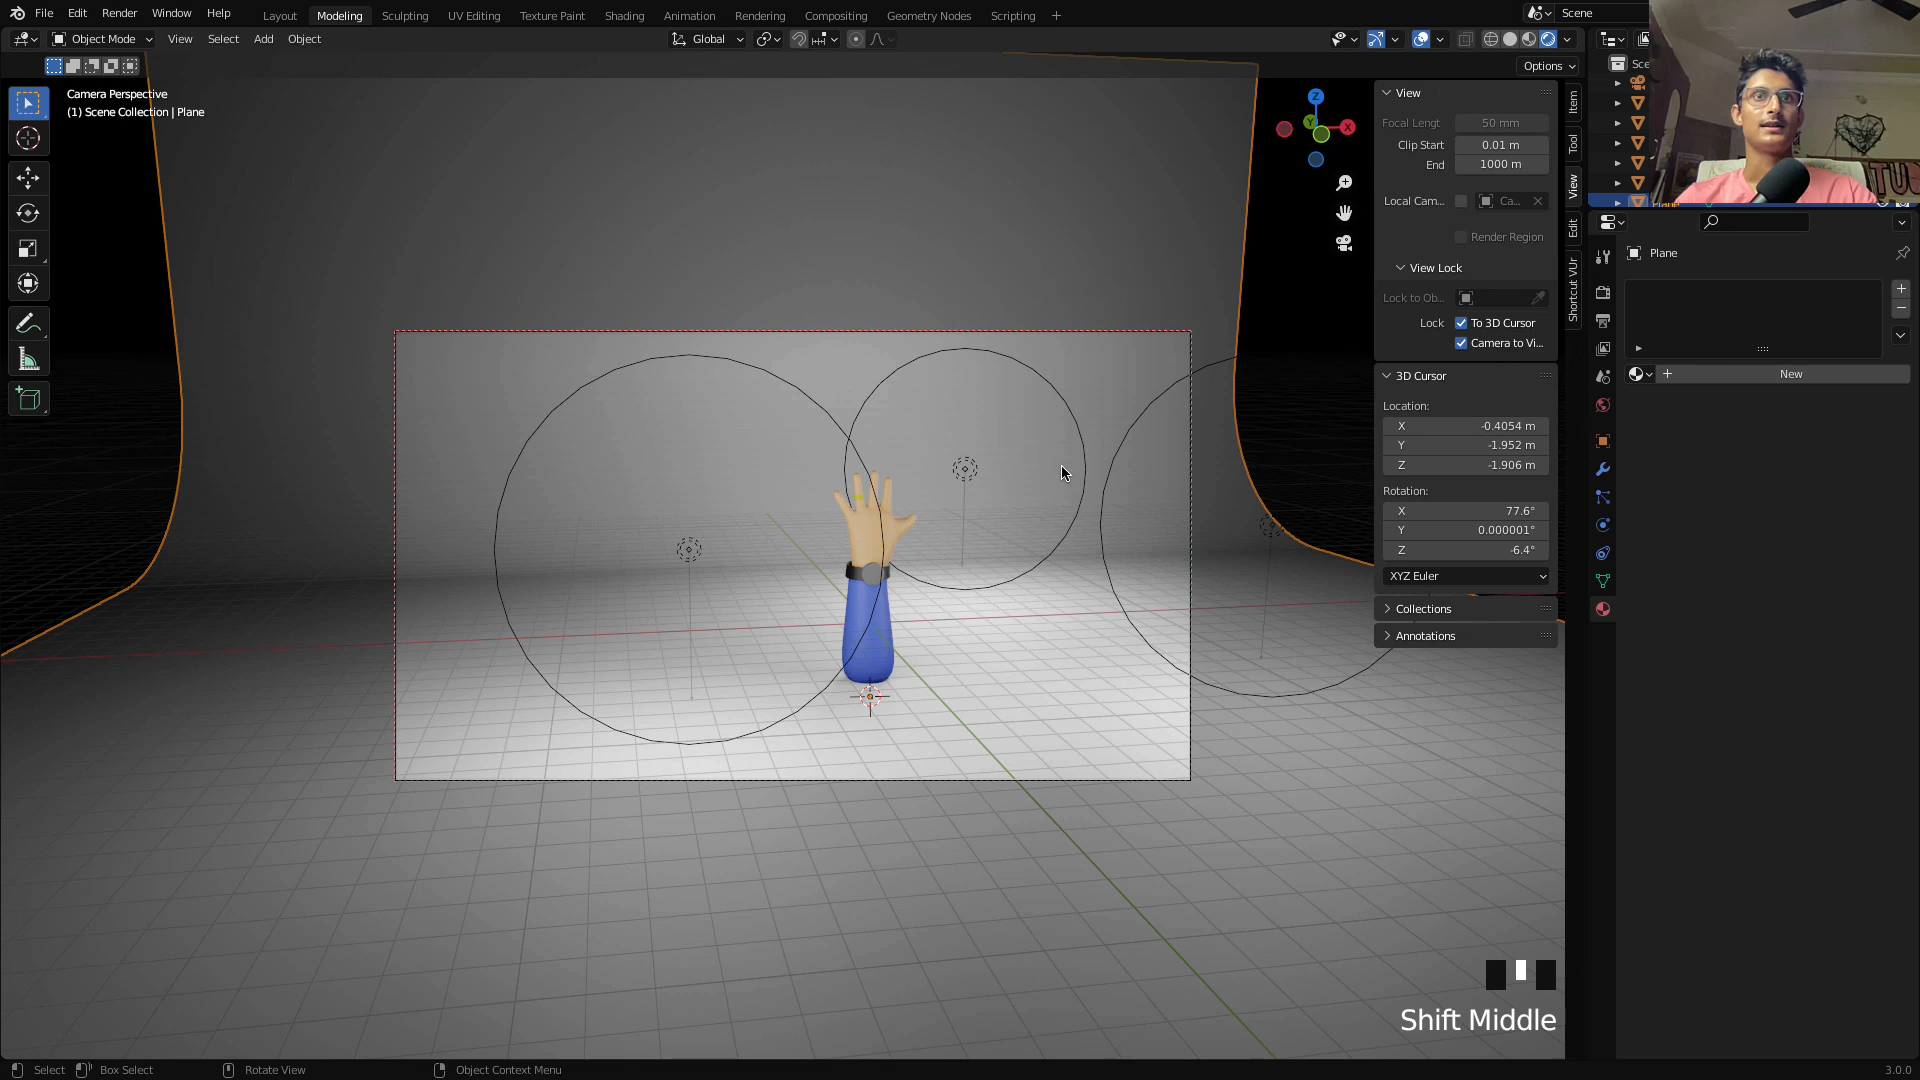 File Edit Render Window Help Layout Modeling Sculpting UV Editing Texture Paint Shading Animation Rendering Compositing Geometry Nodes Scripting + Scene
Object Mode View Select Add Object Global
Options
Camera Perspective
(1) Scene Collection | Plane
Z
Y
X
View
Focal Lengt 50 mm
Clip Start 0.01 m
End 1000 m
Local Cam... Ca...
Render Region
View Lock
Lock to Ob...
Lock To 3D Cursor
Camera to Vi...
3D Cursor
Location:
X -0.4054 m
Y -1.952 m
Z -1.906 m
Rotation:
X 77.6°
Y 0.000001°
Z -6.4°
XYZ Euler
Collections
Annotations
Item
Tool
View
Edit
Shortcut VUr
Sce
Plane
New
Shift Middle
Select Box Select Rotate View Object Context Menu 3.0.0